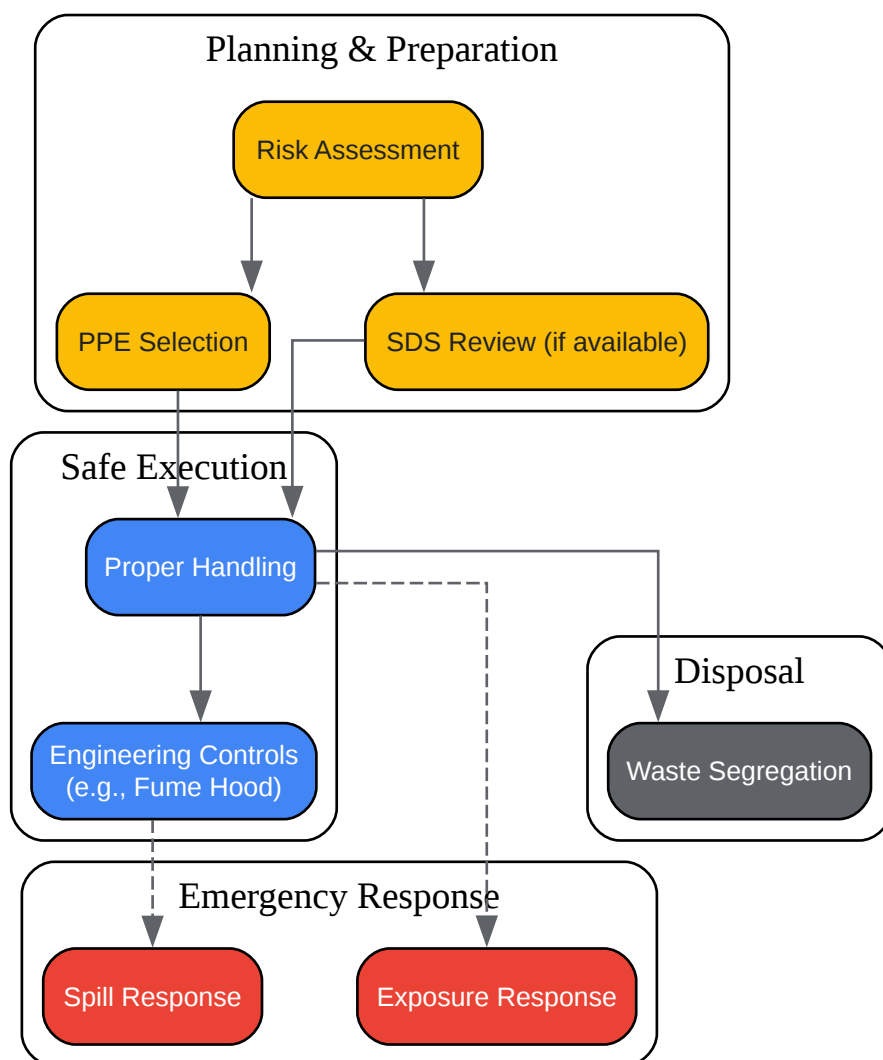 Planning & Preparation
Risk Assessment
PPE Selection
SDS Review (if available)
Safe Execution
Proper Handling
Engineering Controls
(e.g., Fume Hood)
Disposal
Waste Segregation
Emergency Response
Spill Response
Exposure Response